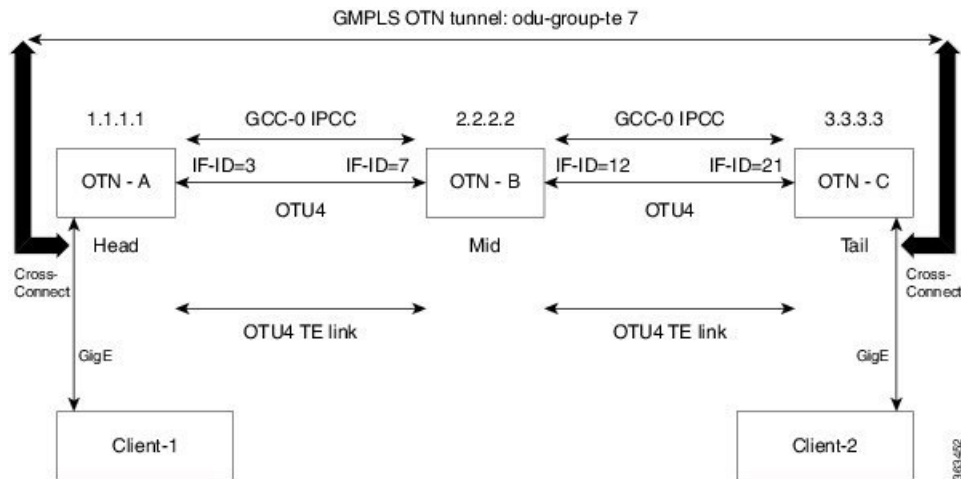 GMPLS OTN tunnel: odu-group-te 7
1.1.1.1
GCC-0 IPCC
2.2.2.2
GCC-0 IPCC
3.3.3.3
OTN - A
IF-ID=3
IF-ID=7
OTN - B
IF-ID=12
IF-ID=21
OTN - C
OTU4
OTU4
Head
Mid
Tail
Cross-
Connect
Cross-
Connect
OTU4 TE link
OTU4 TE link
GigE
GigE
Client-1
Client-2
363452